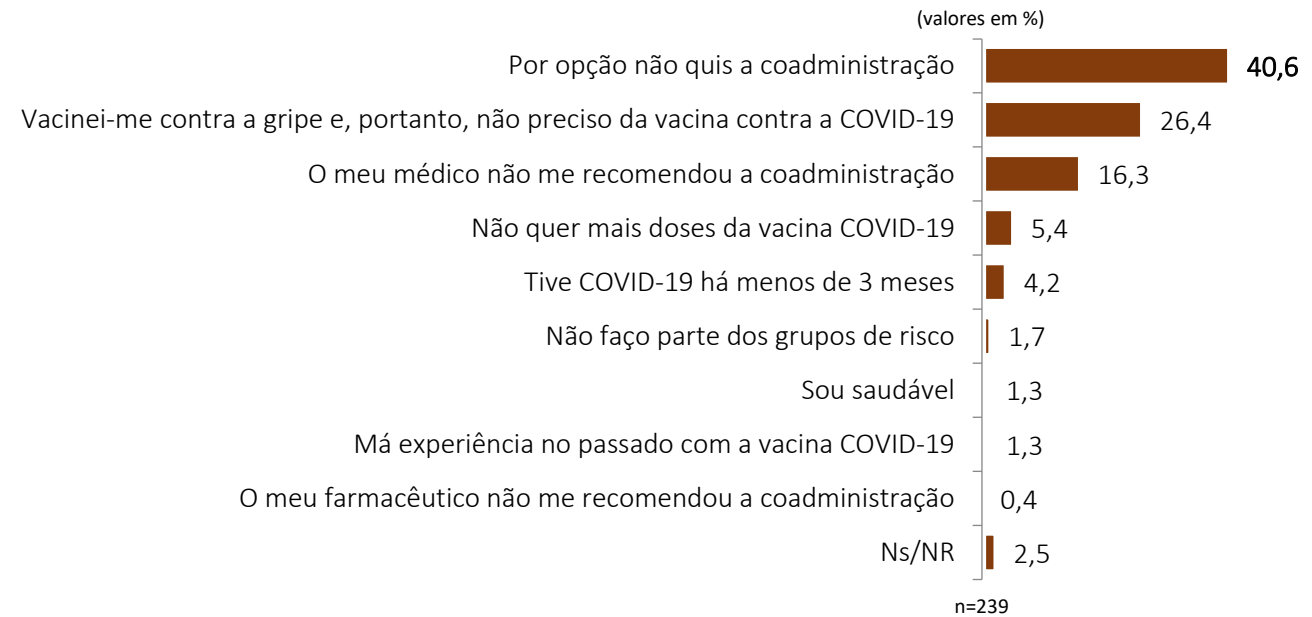 (valores em %)
Por opção não quis a coadministração 40,6
Vacinei-me contra a gripe e, portanto, não preciso da vacina contra a COVID-19 26,4
O meu médico não me recomendou a coadministração 16,3
Não quer mais doses da vacina COVID-19 5,4
Tive COVID-19 há menos de 3 meses 4,2
Não faço parte dos grupos de risco 1,7
Sou saudável 1,3
Má experiência no passado com a vacina COVID-19 1,3
O meu farmacêutico não me recomendou a coadministração 0,4
Ns/NR 2,5
n=239